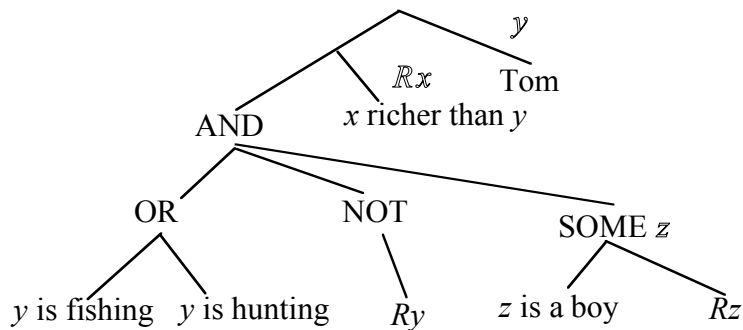 𝕪
ℝ𝕩 Tom
x richer than y
AND
OR NOT SOME 𝕫
y is fishing y is hunting Ry z is a boy Rz